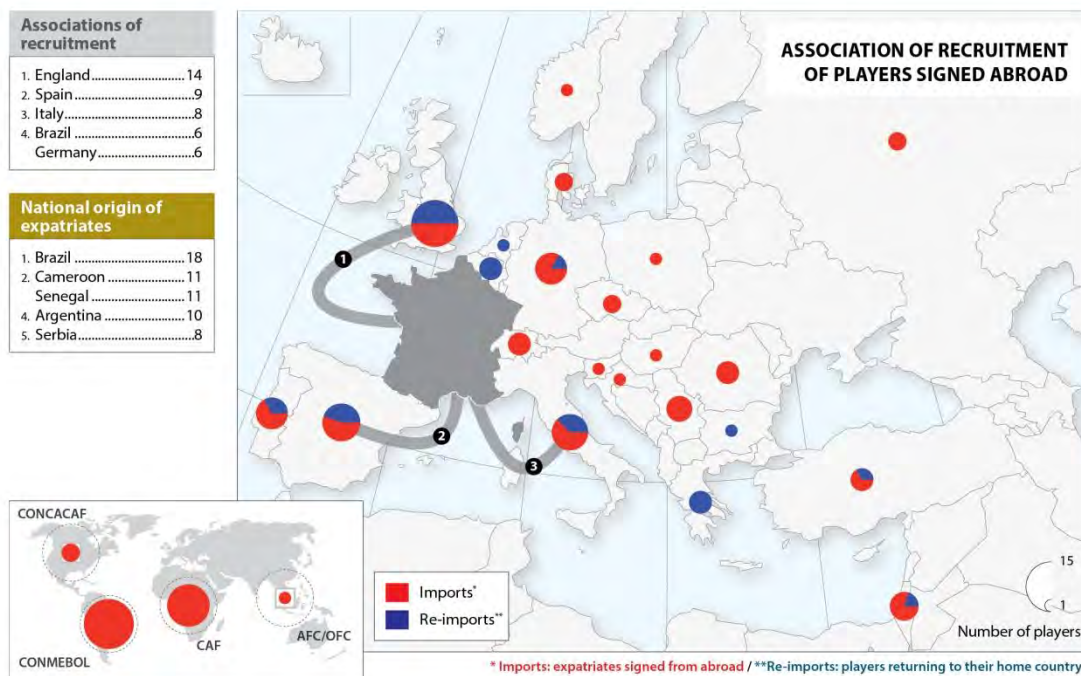 Associations of
recruitment
1. England..................14
2. Spain.......................9
3. Italy.........................8
4. Brazil.......................6
Germany..................6
National origin of
expatriates
1. Brazil.....................18
2. Cameroon...............11
Senegal..................11
4. Argentina...............10
5. Serbia......................8
ASSOCIATION OF RECRUITMENT
OF PLAYERS SIGNED ABROAD
1
2
3
CONCACAF
CONMEBOL
CAF
AFC/OFC
Imports*
Re-imports**
15
1
Number of players
* Imports: expatriates signed from abroad / **Re-imports: players returning to their home country